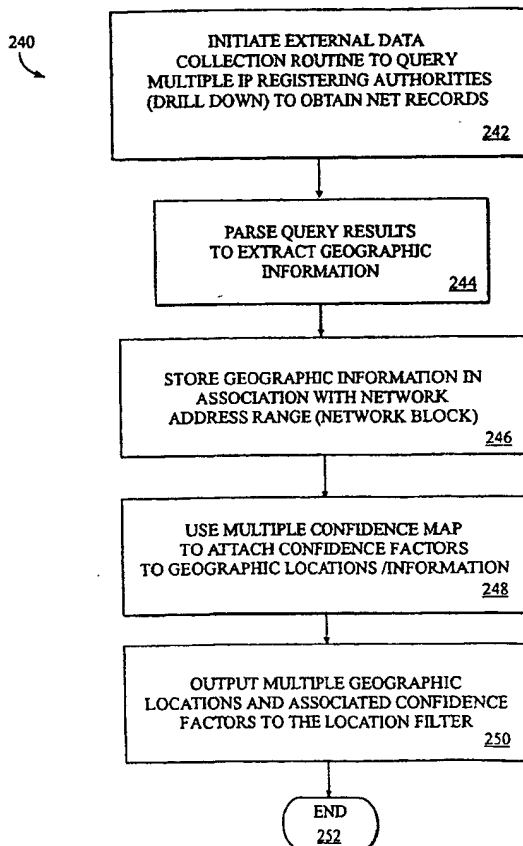 240
INITIATE EXTERNAL DATA
COLLECTION ROUTINE TO QUERY
MULTIPLE IP REGISTERING AUTHORITIES
(DRILL DOWN) TO OBTAIN NET RECORDS
242
PARSE QUERY RESULTS
TO EXTRACT GEOGRAPHIC
INFORMATION
244
STORE GEOGRAPHIC INFORMATION IN
ASSOCIATION WITH NETWORK
ADDRESS RANGE (NETWORK BLOCK)
246
USE MULTIPLE CONFIDENCE MAP
TO ATTACH CONFIDENCE FACTORS
TO GEOGRAPHIC LOCATIONS /INFORMATION
248
OUTPUT MULTIPLE GEOGRAPHIC
LOCATIONS AND ASSOCIATED CONFIDENCE
FACTORS TO THE LOCATION FILTER
250
END
252